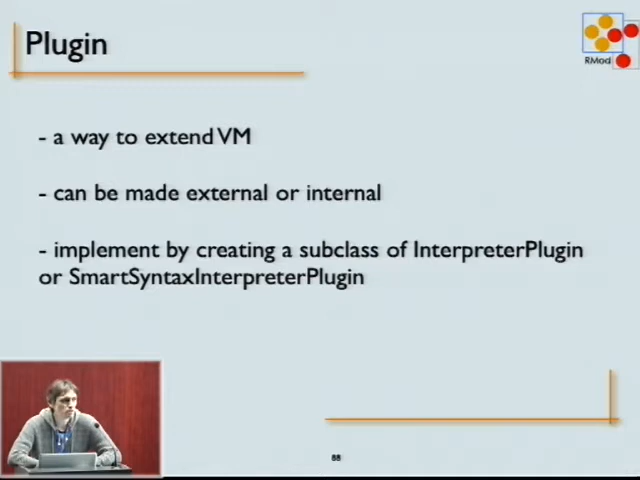 Plugin
RMod
- a way to extend VM
- can be made external or internal
- implement by creating a subclass of InterpreterPlugin
or SmartSyntaxInterpreterPlugin
88